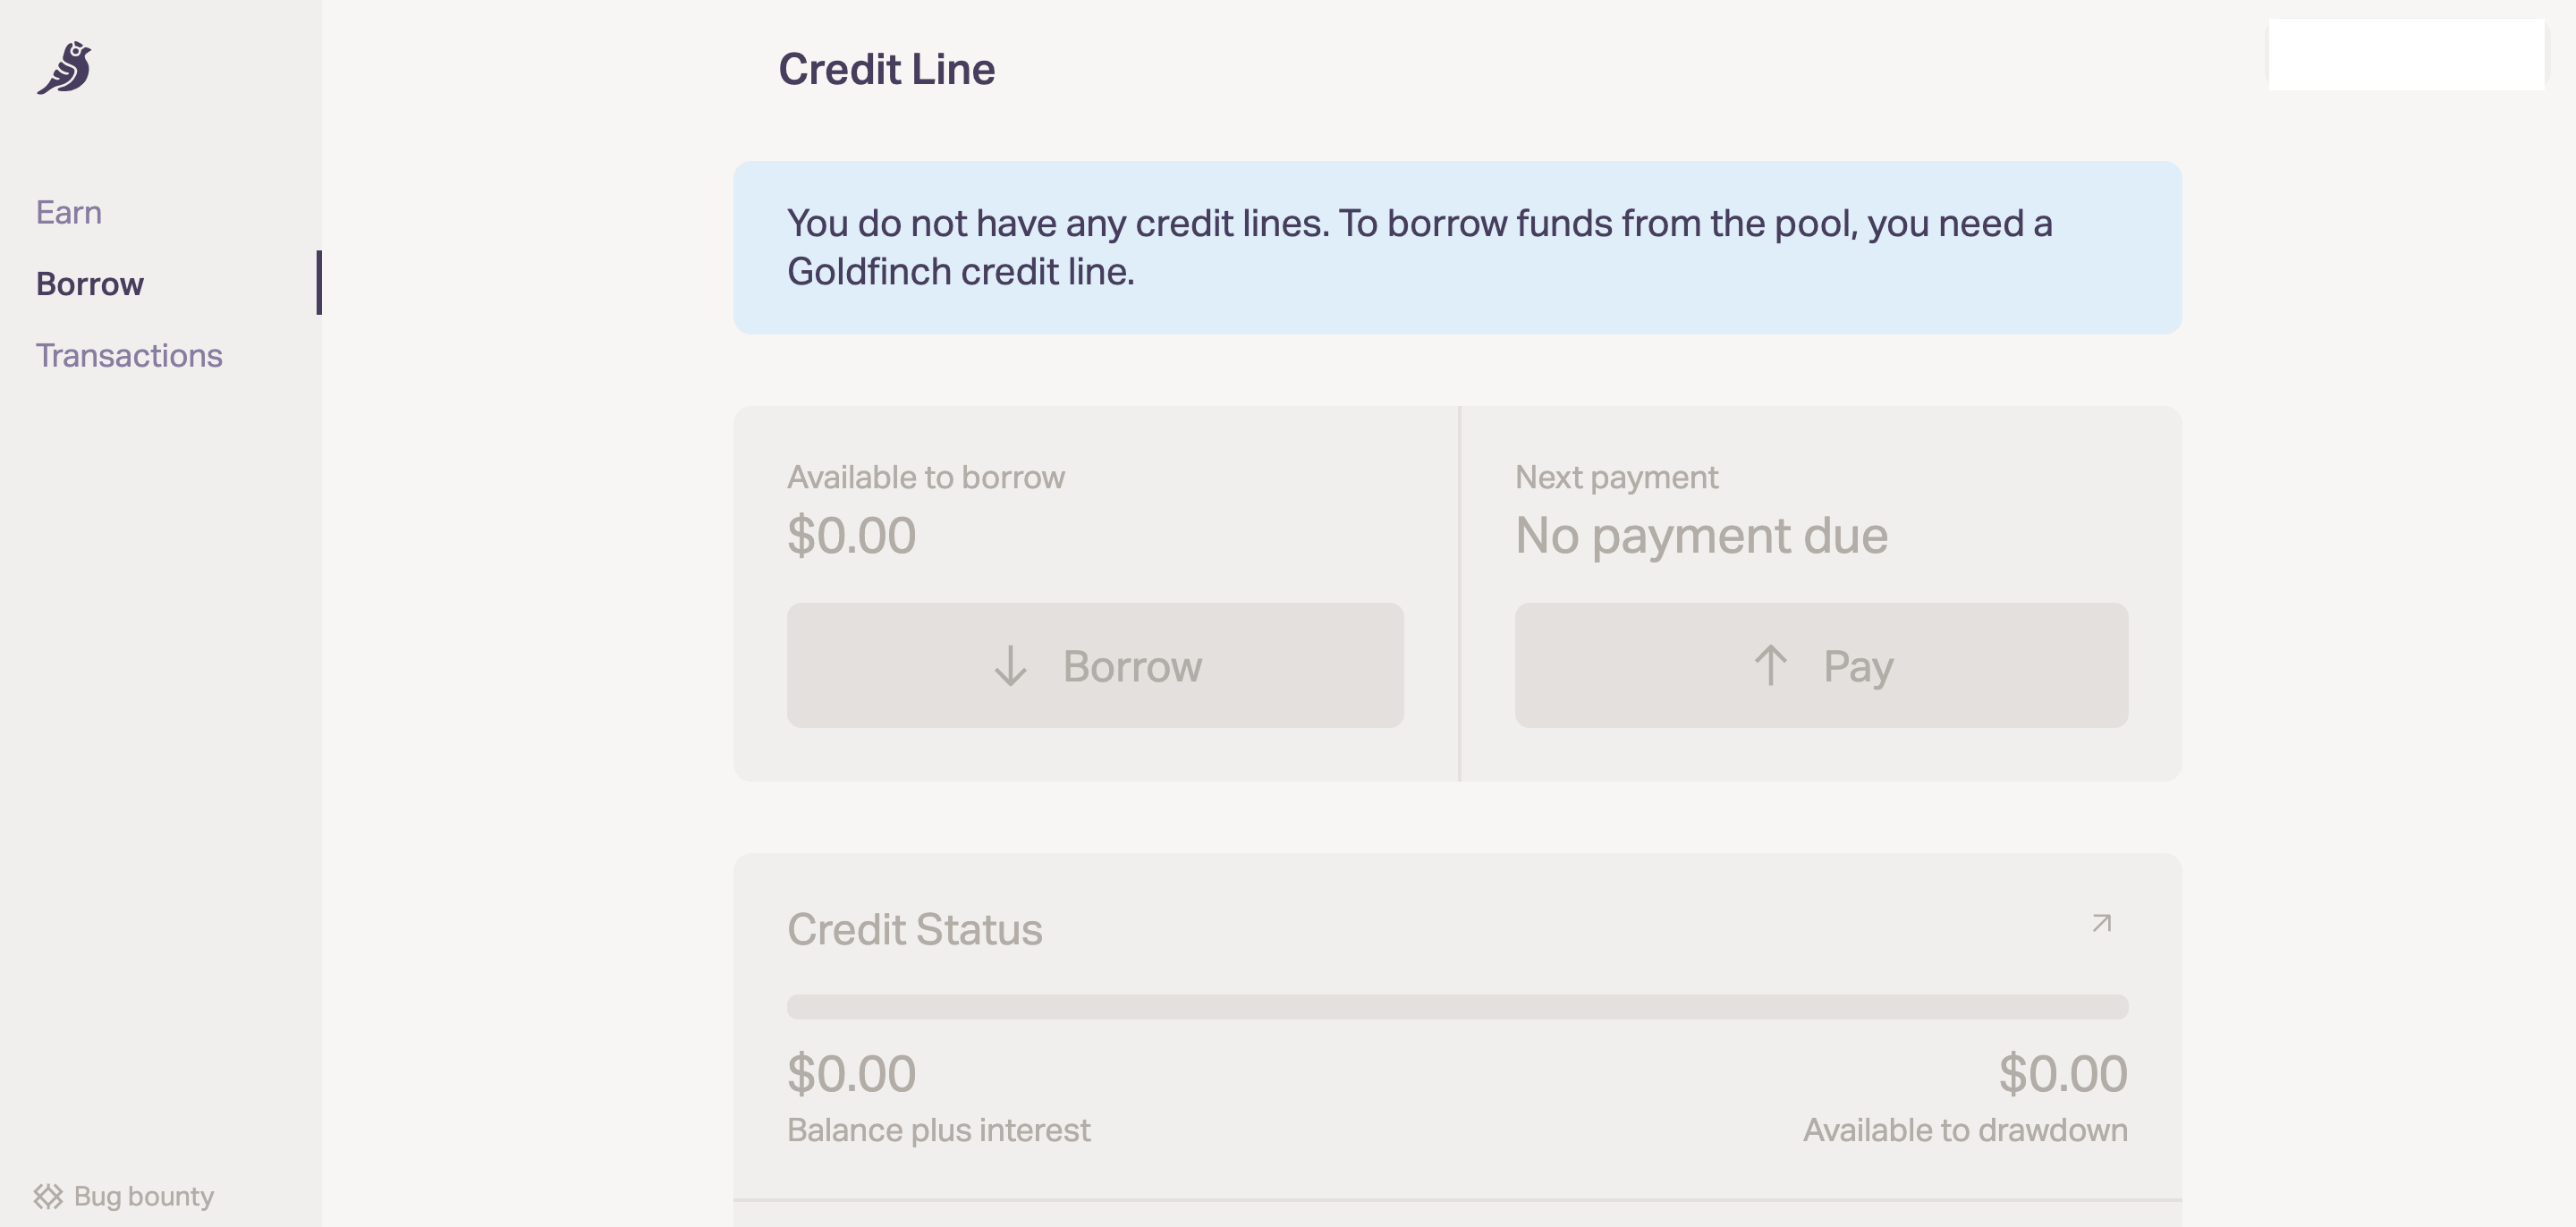 Credit Line
Earn
Borrow
Transactions
You do not have any credit lines. To borrow funds from the pool, you need a
Goldfinch credit line.
Available to borrow
$0.00
Borrow
Next payment
No payment due
Pay
Credit Status
$0.00
Balance plus interest
$0.00
Available to drawdown
Bug bounty